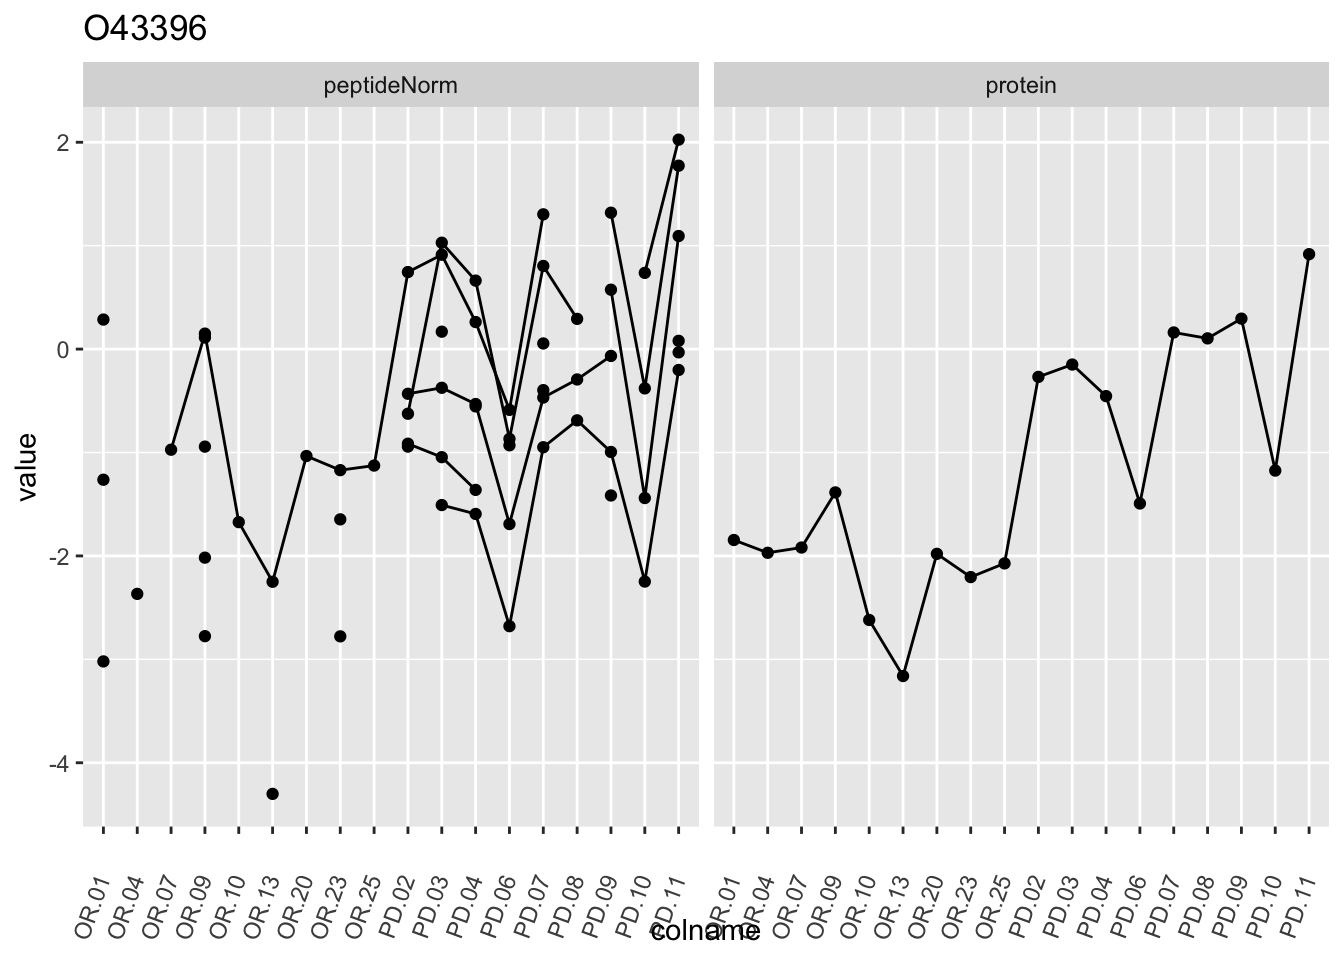 O43396
peptideNorm protein
2
0
-2
-4
value
OR.01 OR.04 OR.07 OR.09 OR.10 OR.13 OR.20 OR.23 OR.25 PD.02 PD.03 PD.04 PD.06 PD.07 PD.08 PD.09 PD.10 PD.11 OR.01 OR.04 OR.07 OR.09 OR.10 OR.13 OR.20 OR.23 OR.25 PD.02 PD.03 PD.04 PD.06 PD.07 PD.08 PD.09 PD.10 PD.11
colname